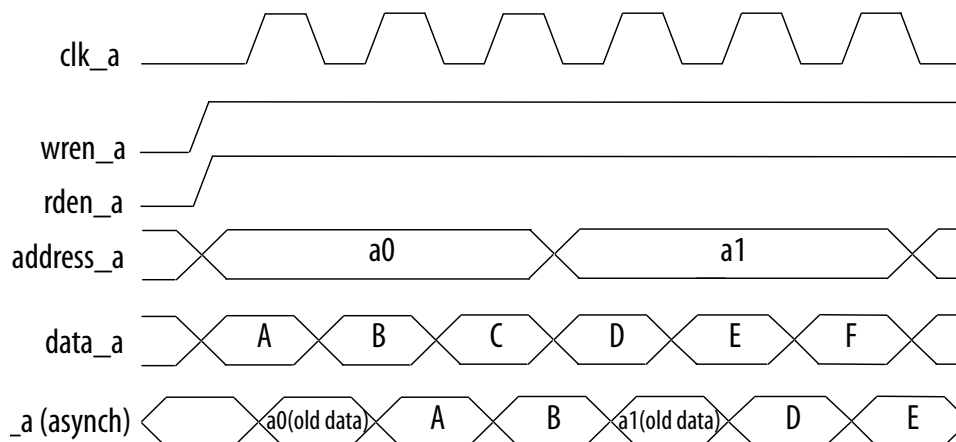 clk_a
wren_a
rden_a
address_a a0 a1
data_a A B C D E F
_a (asynch) a0(old data) A B a1(old data) D E